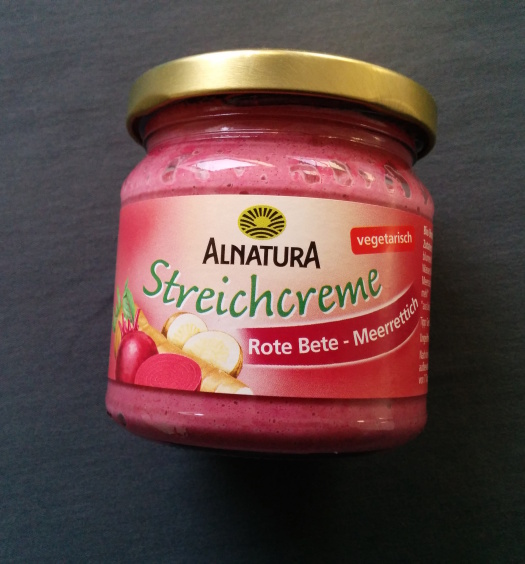 ALNATURA
vegetarisch
Streichcreme
Rote Bete - Meerrettich